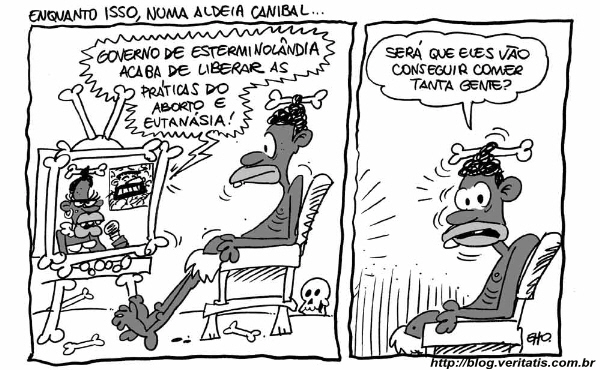 ENQUANTO ISSO, NUMA ALDEIA CANIBAL...
GOVERNO DE ESTERMINOLÂNDIA
ACABA DE LIBERAR AS
PRÁTICAS DO
ABORTO E
EUTANÁSIA!
SERÁ QUE ELES VÃO
CONSEGUIR COMER
TANTA GENTE?
http://blog.veritatis.com.br